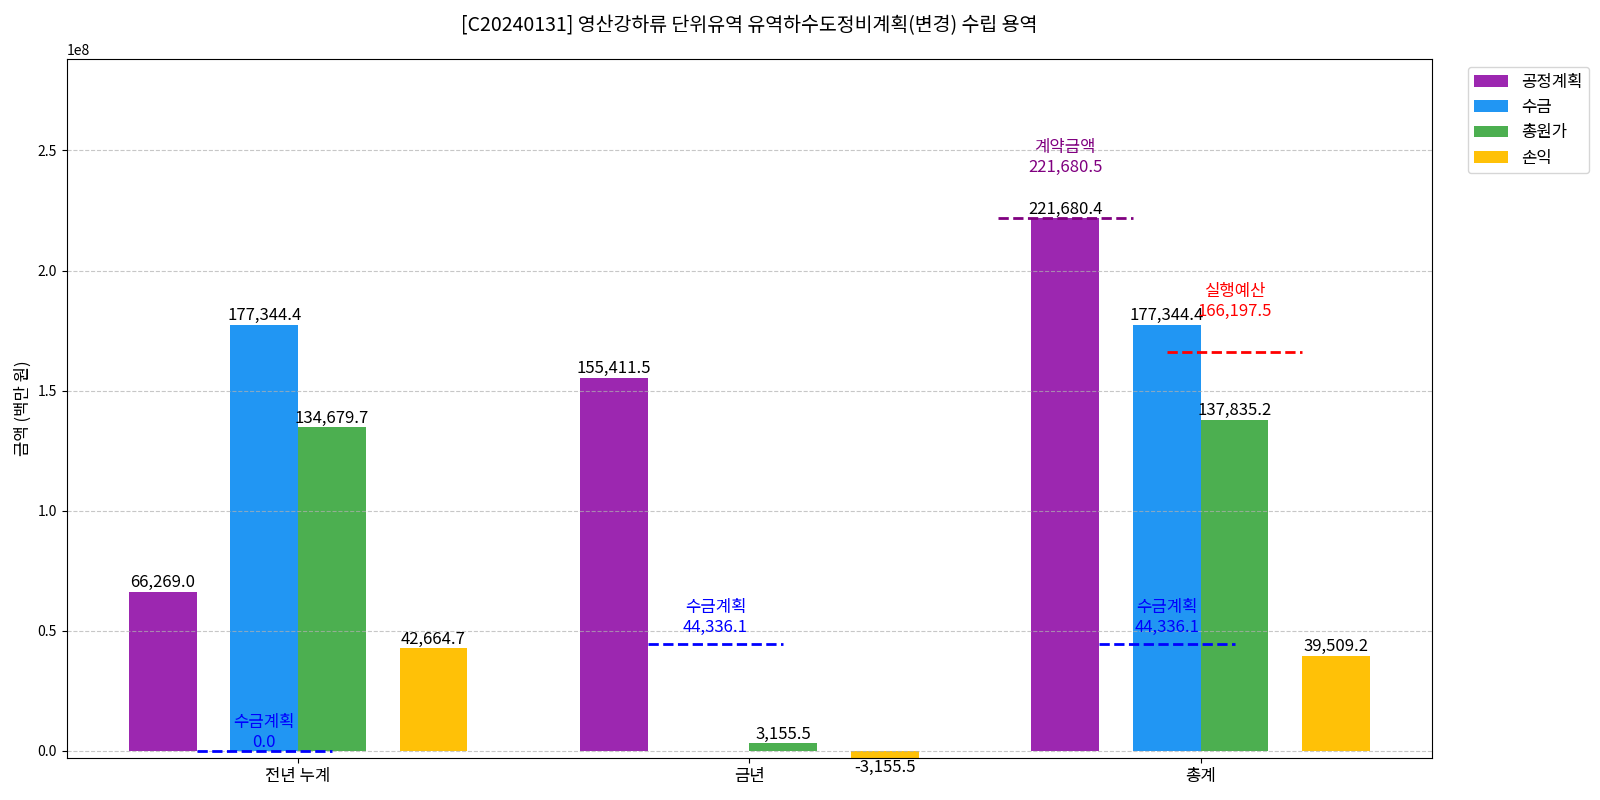 [C20240131] 영산강하류 단위유역 유역하수도정비계획(변경) 수립 용역
1e8
공정계획
수금
총원가
손익
2.5
2.0
1.5
1.0
0.5
0.0
금액 (백만 원)
계약금액
221,680.5
221,680.4
실행예산
166,197.5
177,344.4
177,344.4
155,411.5
134,679.7
137,835.2
66,269.0
수금계획
44,336.1
수금계획
44,336.1
42,664.7
39,509.2
수금계획
0.0
3,155.5
-3,155.5
전년 누계
금년
총계